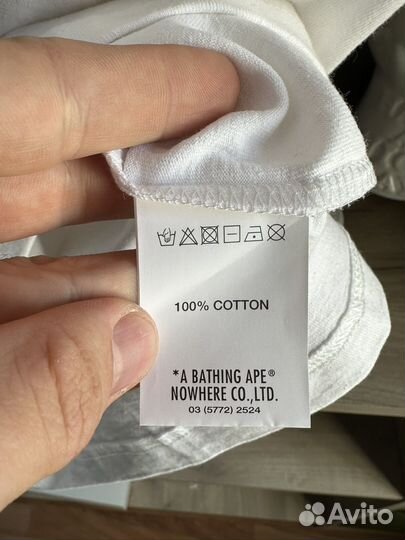 100% COTTON
*A BATHING APE®
NOWHERE CO.,LTD.
03 (5772) 2524
Avito